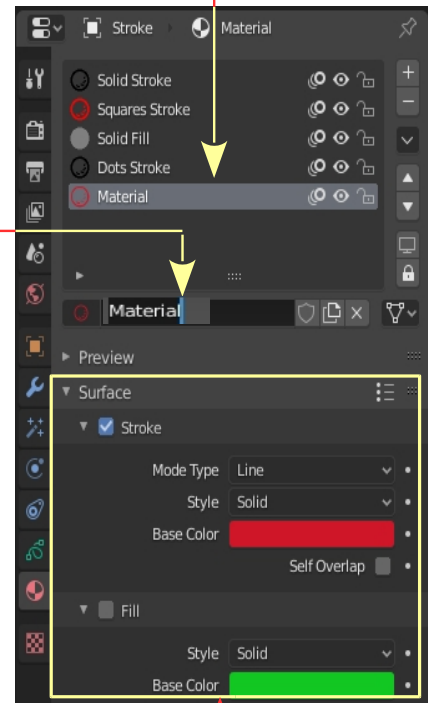 Stroke Material
Solid Stroke
Squares Stroke
Solid Fill
Dots Stroke
Material
Material
Preview
Surface
Stroke
Mode Type Line
Style Solid
Base Color
Self Overlap
Fill
Style Solid
Base Color